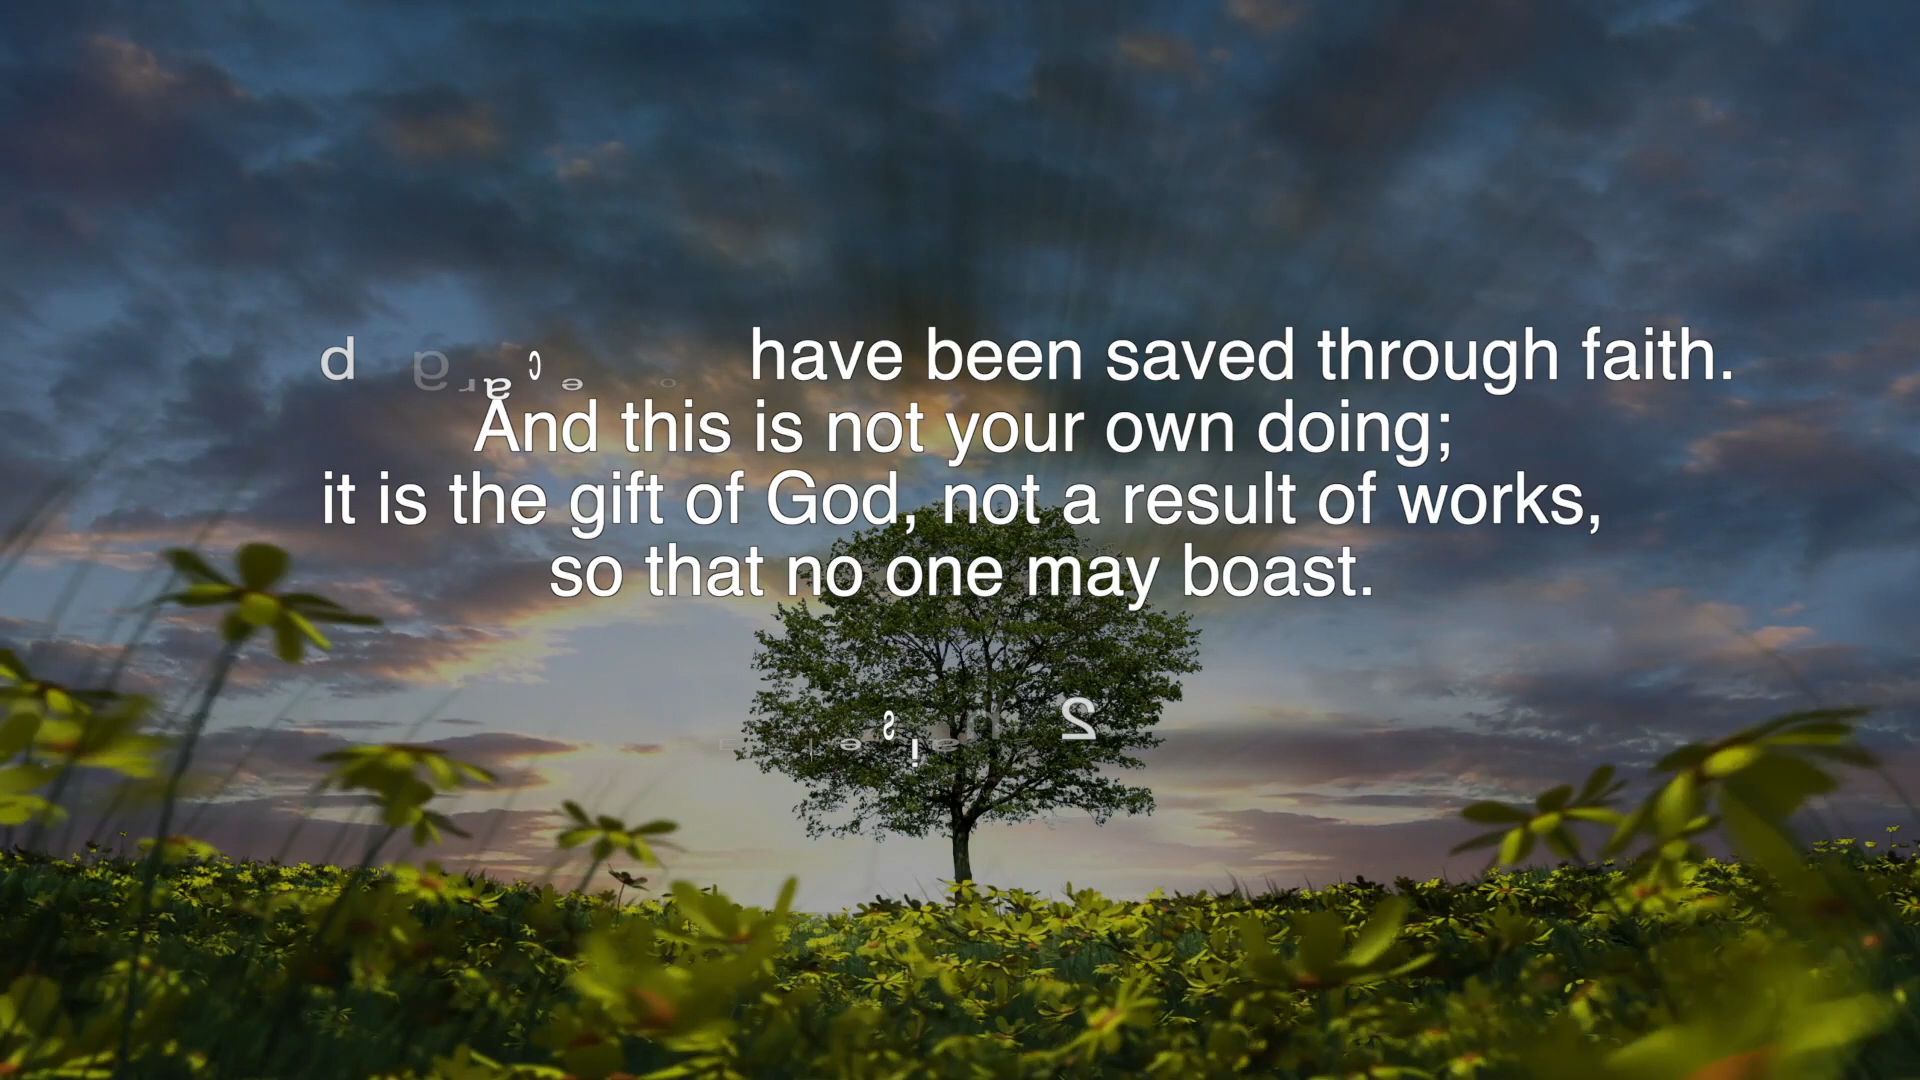 have been saved through faith.
And this is not your own doing;
it is the gift of God, not a result of works,
so that no one may boast.